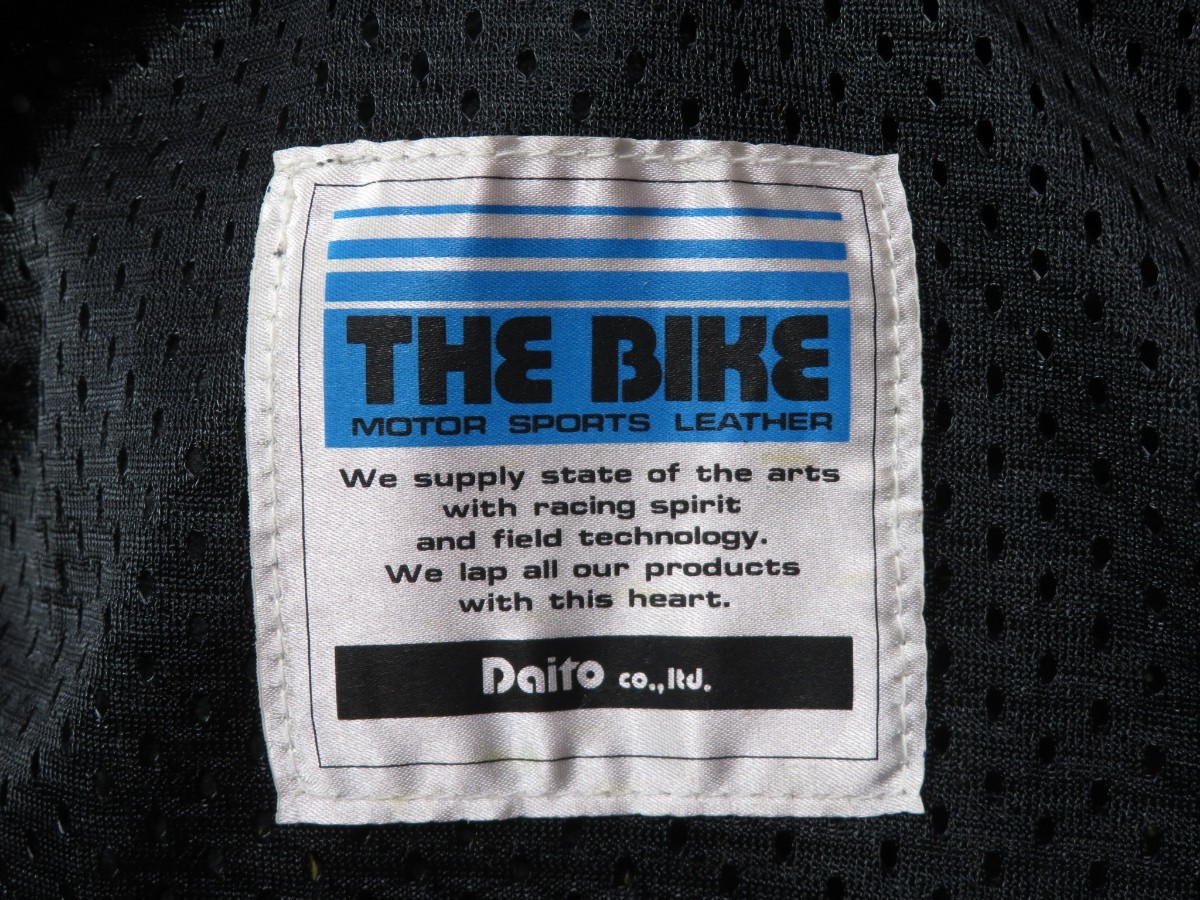 THE BIKE
MOTOR SPORTS LEATHER
We supply state of the arts
with racing spirit
and field technology.
We lap all our products
with this heart.
Daito co.,ltd.